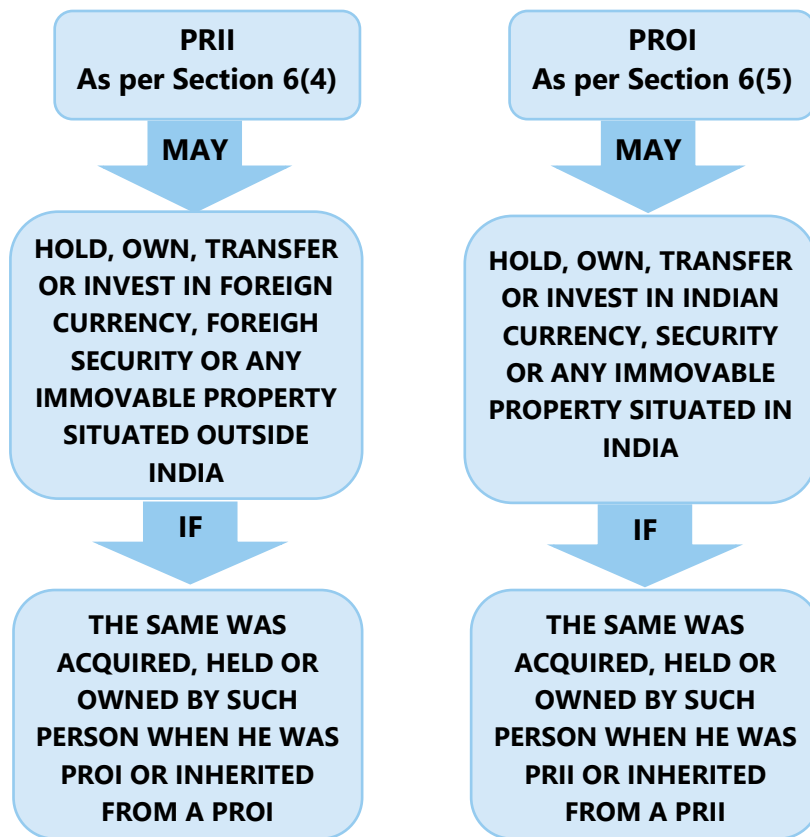 PRII
As per Section 6(4)
MAY
HOLD, OWN, TRANSFER
OR INVEST IN FOREIGN
CURRENCY, FOREIGH
SECURITY OR ANY
IMMOVABLE PROPERTY
SITUATED OUTSIDE
INDIA
IF
THE SAME WAS
ACQUIRED, HELD OR
OWNED BY SUCH
PERSON WHEN HE WAS
PROI OR INHERITED
FROM A PROI
PROI
As per Section 6(5)
MAY
HOLD, OWN, TRANSFER
OR INVEST IN INDIAN
CURRENCY, SECURITY
OR ANY IMMOVABLE
PROPERTY SITUATED IN
INDIA
IF
THE SAME WAS
ACQUIRED, HELD OR
OWNED BY SUCH
PERSON WHEN HE WAS
PRII OR INHERITED
FROM A PRII